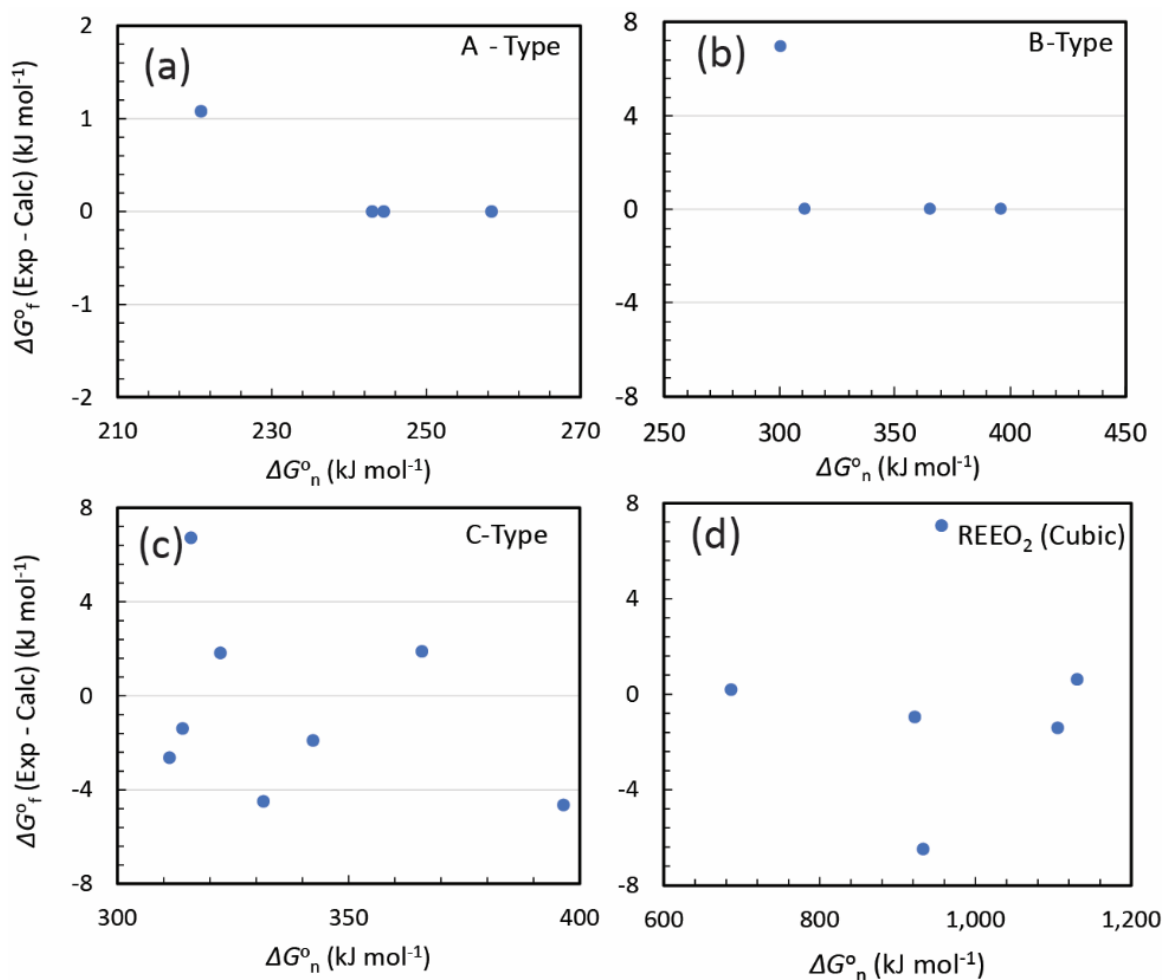 (a)
A - Type
ΔG°f (Exp - Calc) (kJ mol-1)
2
1
0
-1
-2
210
230
250
270
ΔG°n (kJ mol-1)
(b)
B-Type
8
4
0
-4
-8
250
300
350
400
450
ΔG°n (kJ mol-1)
(c)
C-Type
ΔG°f (Exp - Calc) (kJ mol-1)
8
4
0
-4
-8
300
350
400
ΔG°n (kJ mol-1)
(d)
REEO2 (Cubic)
8
4
0
-4
-8
600
800
1,000
1,200
ΔG°n (kJ mol-1)